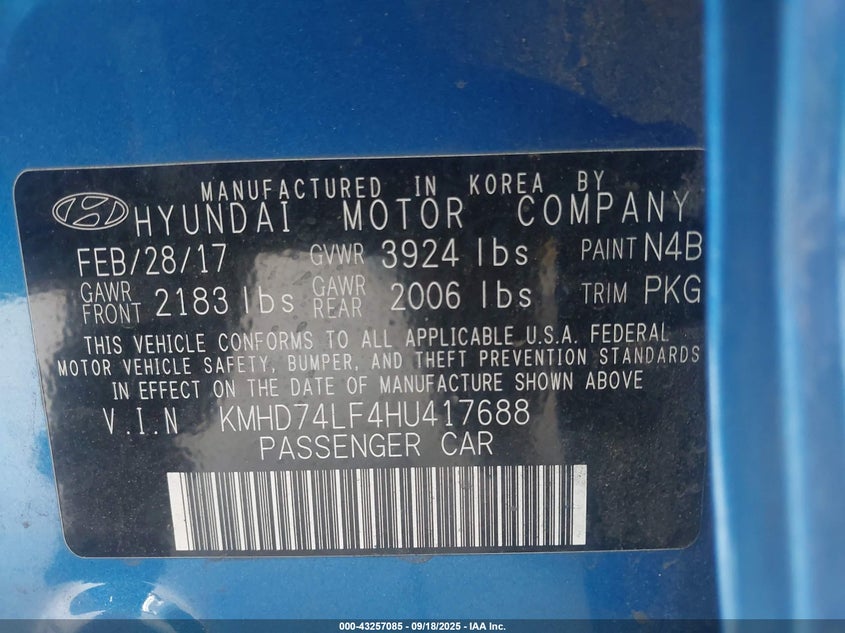 MANUFACTURED IN KOREA BY
HYUNDAI MOTOR COMPANY
FEB/28/17 GVWR 3924 lbs PAINT N4B
GAWR FRONT 2183 lbs GAWR REAR 2006 lbs TRIM PKG
THIS VEHICLE CONFORMS TO ALL APPLICABLE U.S.A. FEDERAL
MOTOR VEHICLE SAFETY, BUMPER, AND THEFT PREVENTION STANDARDS
IN EFFECT ON THE DATE OF MANUFACTURE SHOWN ABOVE
V.I.N KMHD74LF4HU417688
PASSENGER CAR
000-43257085 - 09/18/2025 - IAA Inc.